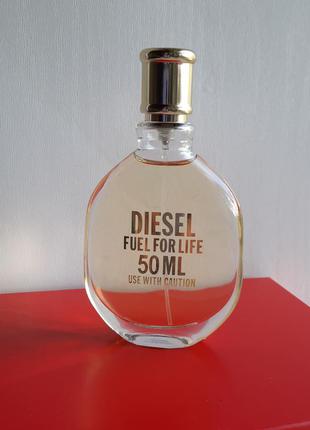 DIESEL
FUEL FOR LIFE
50 ML
USE WITH CAUTION